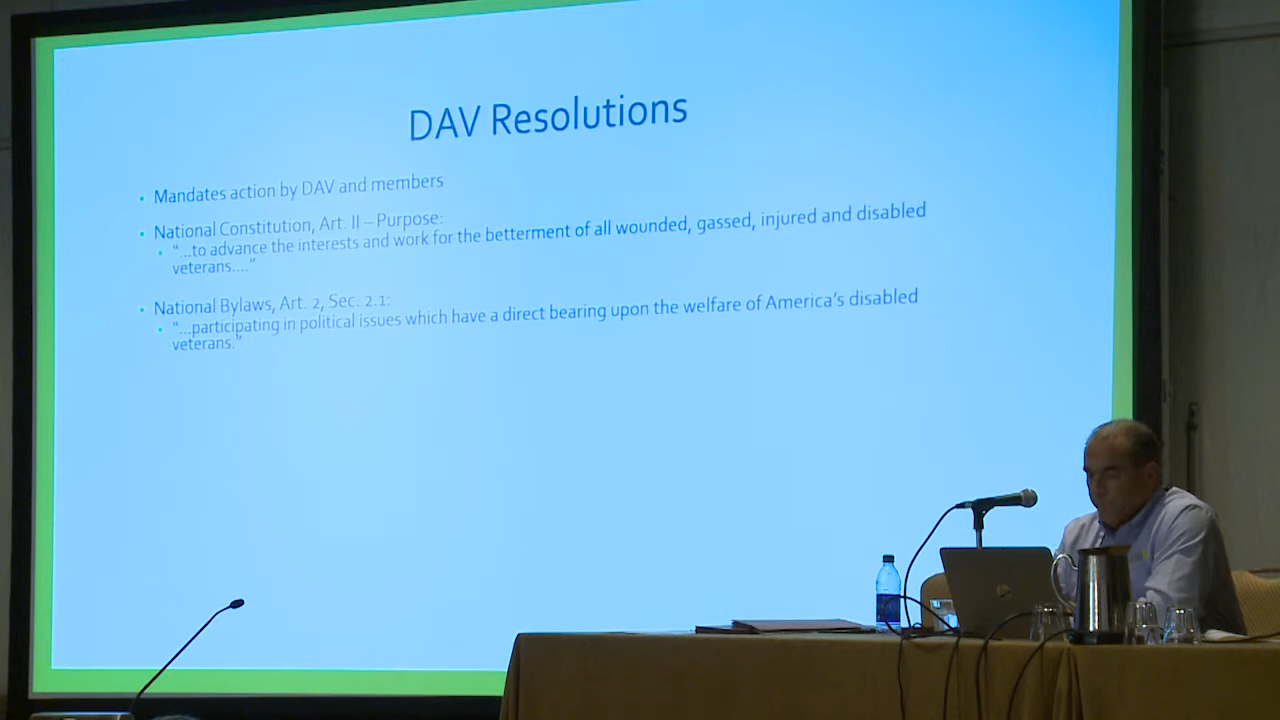 DAV Resolutions
• Mandates action by DAV and members
• National Constitution, Art. II – Purpose:
• “...to advance the interests and work for the betterment of all wounded, gassed, injured and disabled
veterans....”
• National Bylaws, Art. 2, Sec. 2.1:
• “...participating in political issues which have a direct bearing upon the welfare of America’s disabled
veterans.”